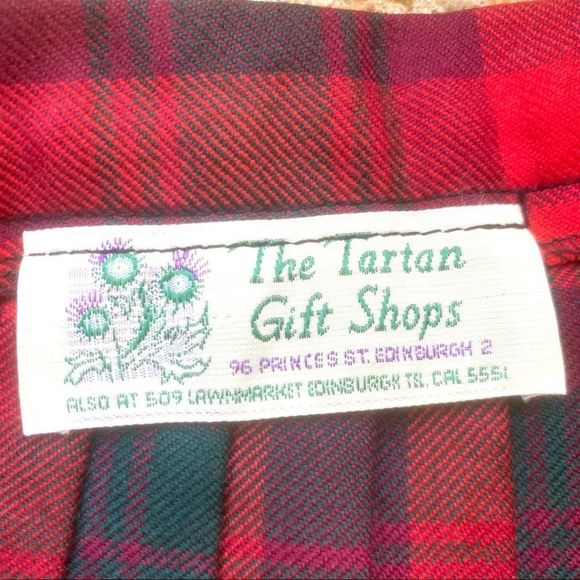 The Tartan
Gift Shops
96 PRINCES ST. EDINBURGH 2
ALSO AT 509 LAWNMARKET EDINBURGH TEL. CAL 5551